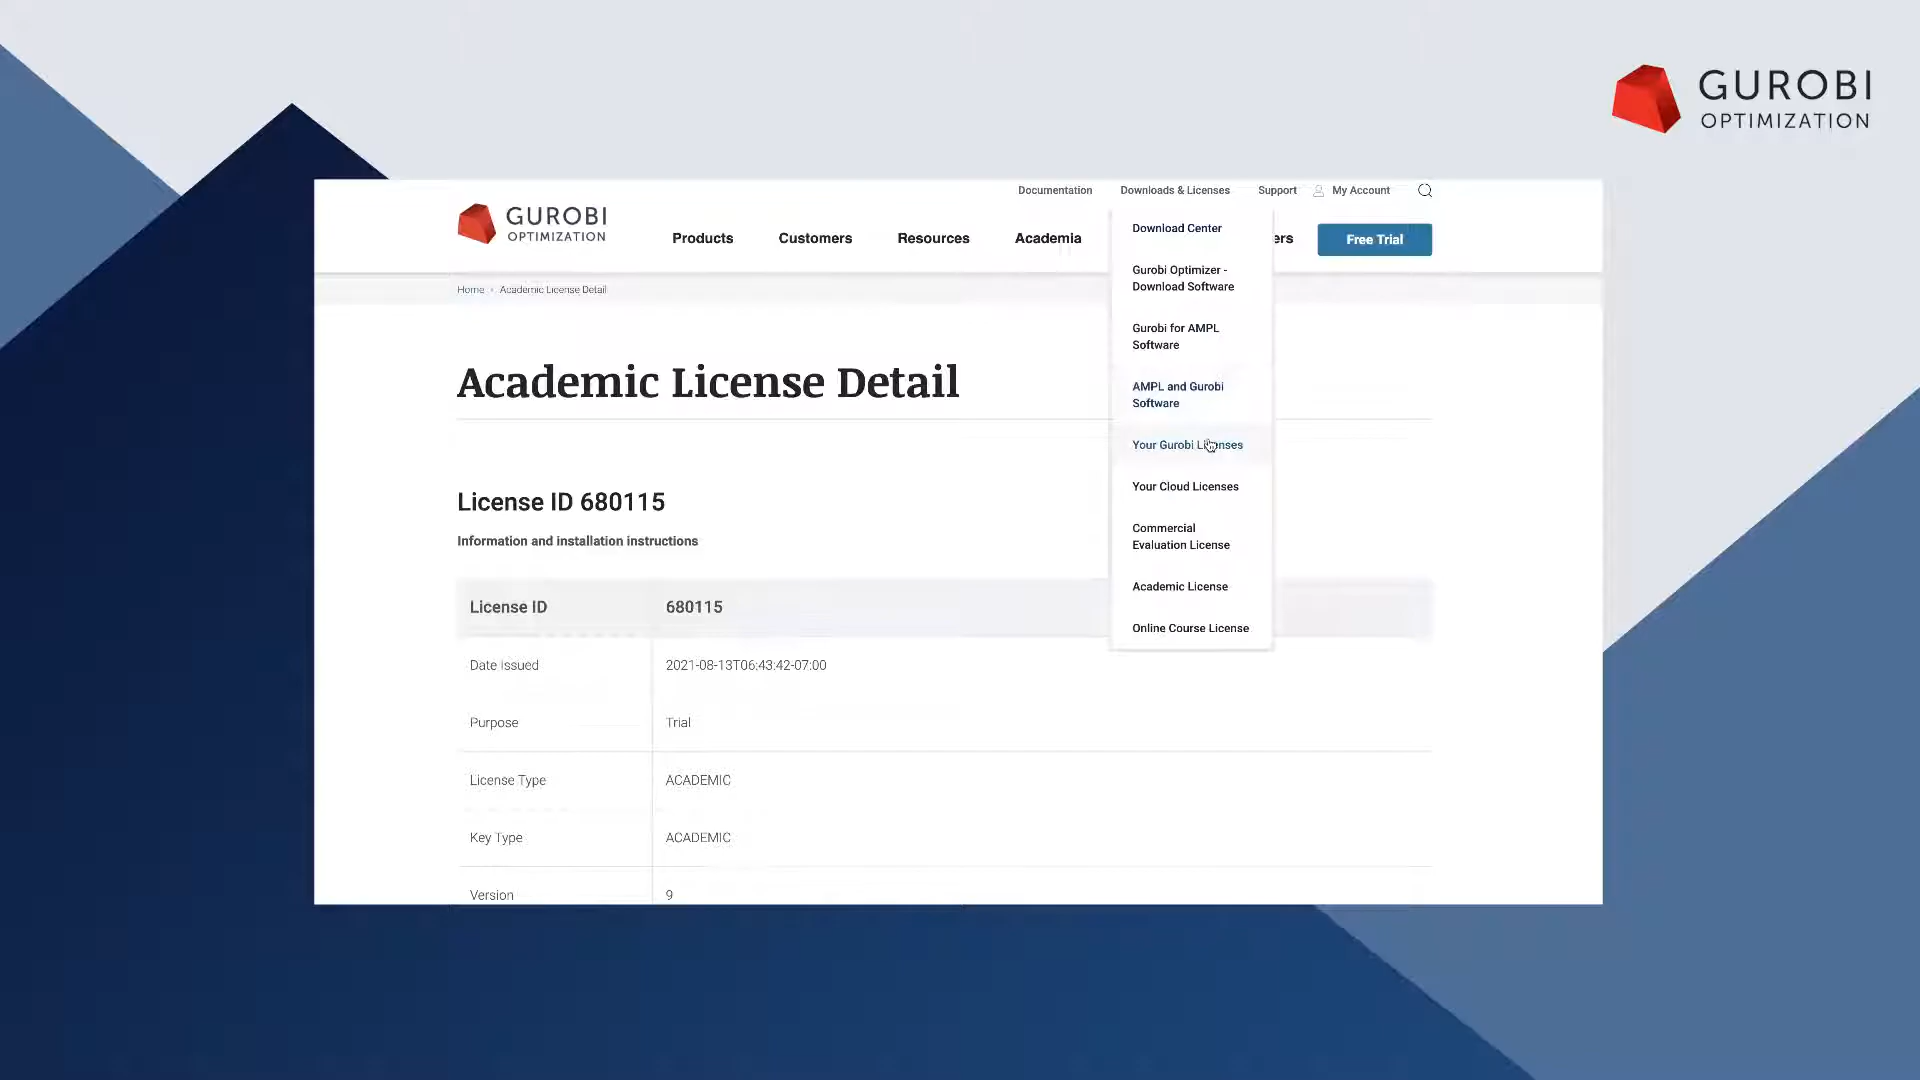 GUROBI
OPTIMIZATION
Documentation Downloads & Licenses Support My Account
GUROBI
OPTIMIZATION
Products Customers Resources Academia ers Free Trial
Home › Academic License Detail
Download Center
Gurobi Optimizer -
Download Software
Gurobi for AMPL
Software
AMPL and Gurobi
Software
Your Gurobi Licenses
Your Cloud Licenses
Commercial
Evaluation License
Academic License
Online Course License
Academic License Detail
License ID 680115
Information and installation instructions
License ID 680115
Date Issued 2021-08-13T06:43:42-07:00
Purpose Trial
License Type ACADEMIC
Key Type ACADEMIC
Version 9